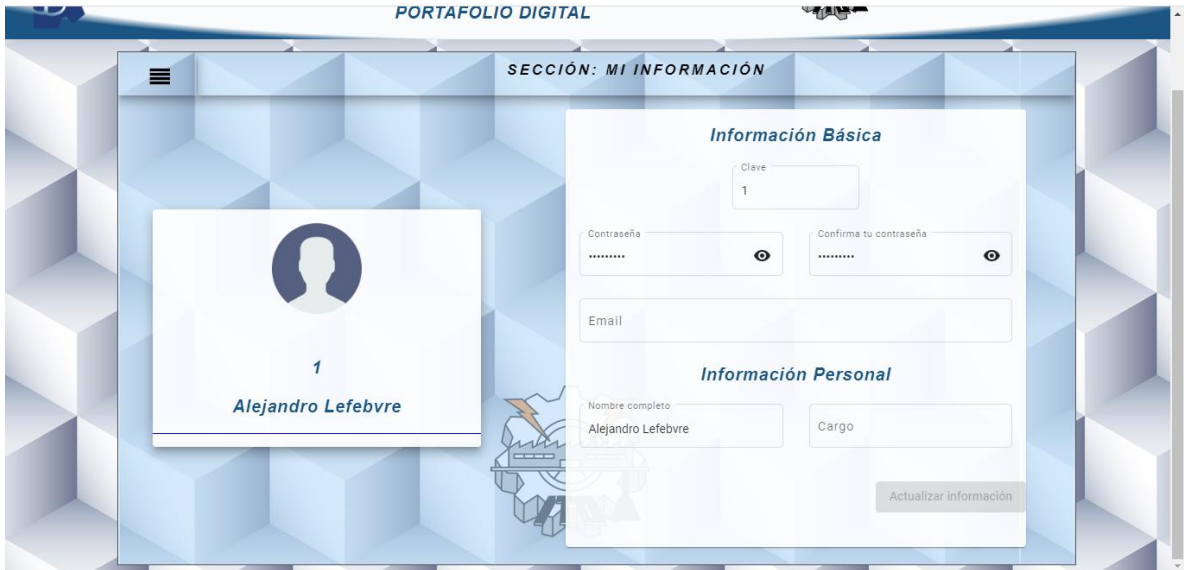 PORTAFOLIO DIGITAL
SECCIÓN: MI INFORMACIÓN
1
Alejandro Lefebvre
Información Básica
Clave
1
Contraseña
·········
Confirma tu contraseña
·········
Email
Información Personal
Nombre completo
Alejandro Lefebvre
Cargo
Actualizar información